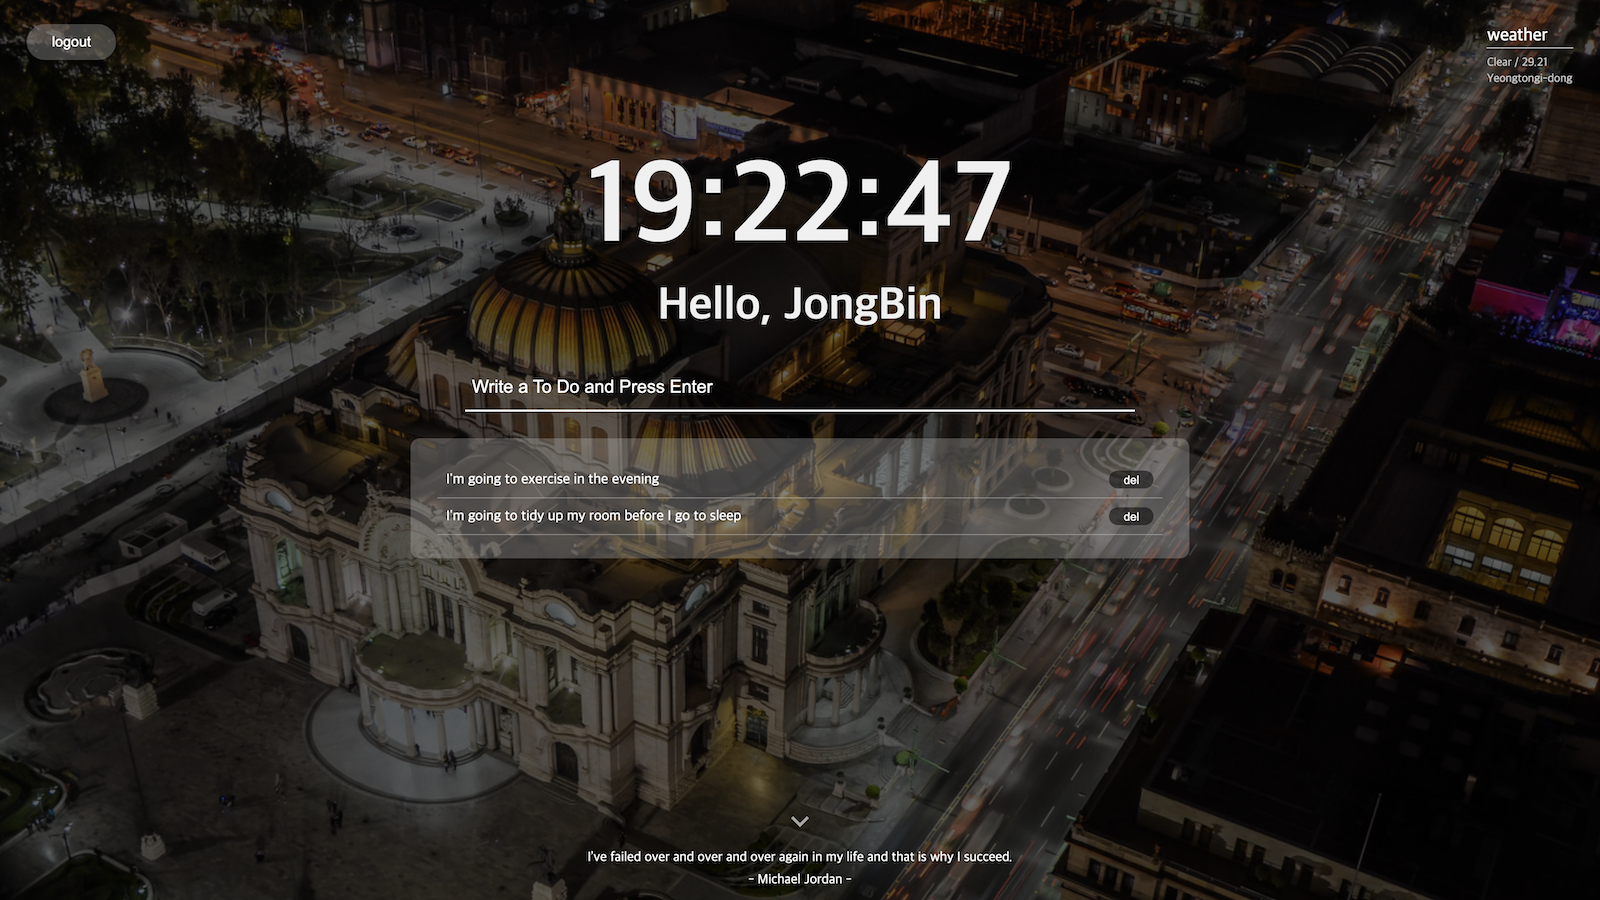 logout
weather
Clear / 29.21
Yeongtongi-dong
19:22:47
Hello, JongBin
Write a To Do and Press Enter
I'm going to exercise in the evening
del
I'm going to tidy up my room before I go to sleep
del
I've failed over and over and over again in my life and that is why I succeed.
- Michael Jordan -